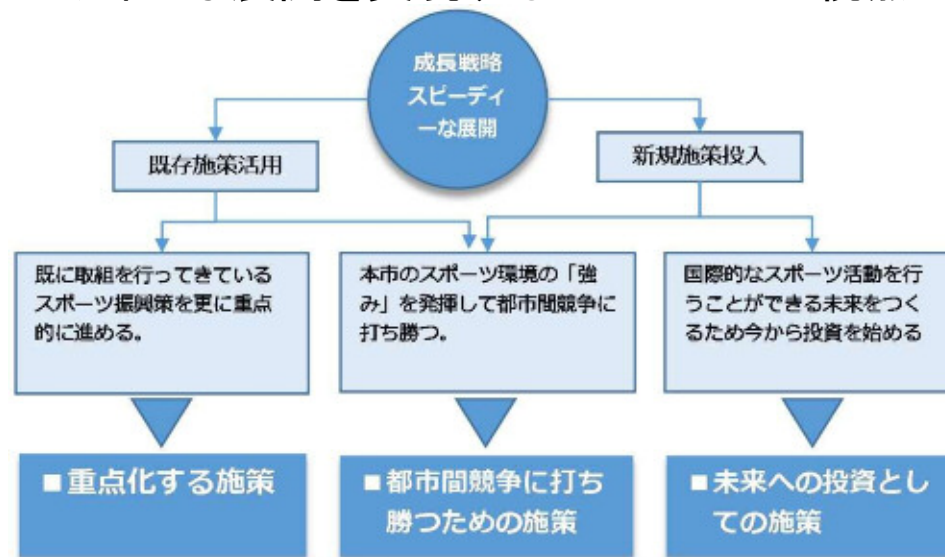 成長戦略
スピーディ
ーな展開
既存施策活用
新規施策投入
既に取組を行ってきている
スポーツ振興策を更に重点
的に進める。
本市のスポーツ環境の「強
み」を発揮して都市間競争に
打ち勝つ。
国際的なスポーツ活動を行
うことができる未来をつく
るため今から投資を始める
■重点化する施策
■都市間競争に打ち
勝つための施策
■未来への投資とし
ての施策